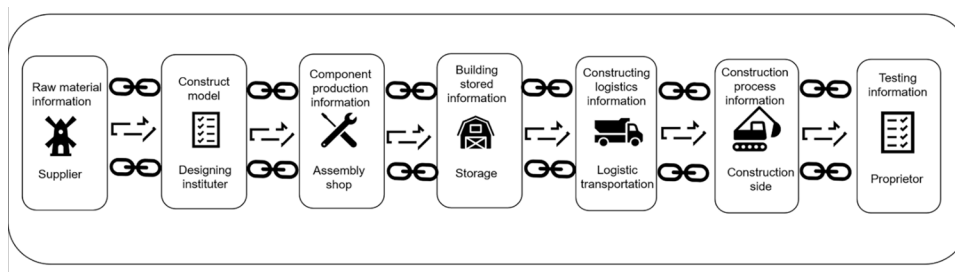 Raw material
information
Supplier
Construct
model
Designing
instituter
Component
production
information
Assembly
shop
Building
stored
information
Storage
Constructing
logistics
information
Logistic
transportation
Construction
process
information
Construction
side
Testing
information
Proprietor